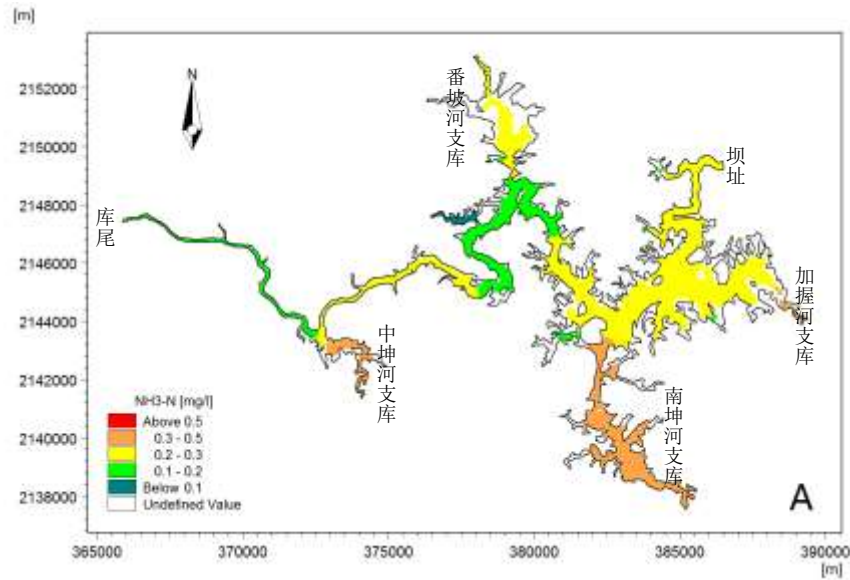 [m]
N
2152000
2150000
2148000
2146000
2144000
2142000
2140000
2138000
番坡河支库
坝址
库尾
加握河支库
中坤河支库
南坤河支库
NH3-N [mg/l]
Above 0.5
0.3 - 0.5
0.2 - 0.3
0.1 - 0.2
Below 0.1
Undefined Value
A
365000
370000
375000
380000
385000
390000
[m]